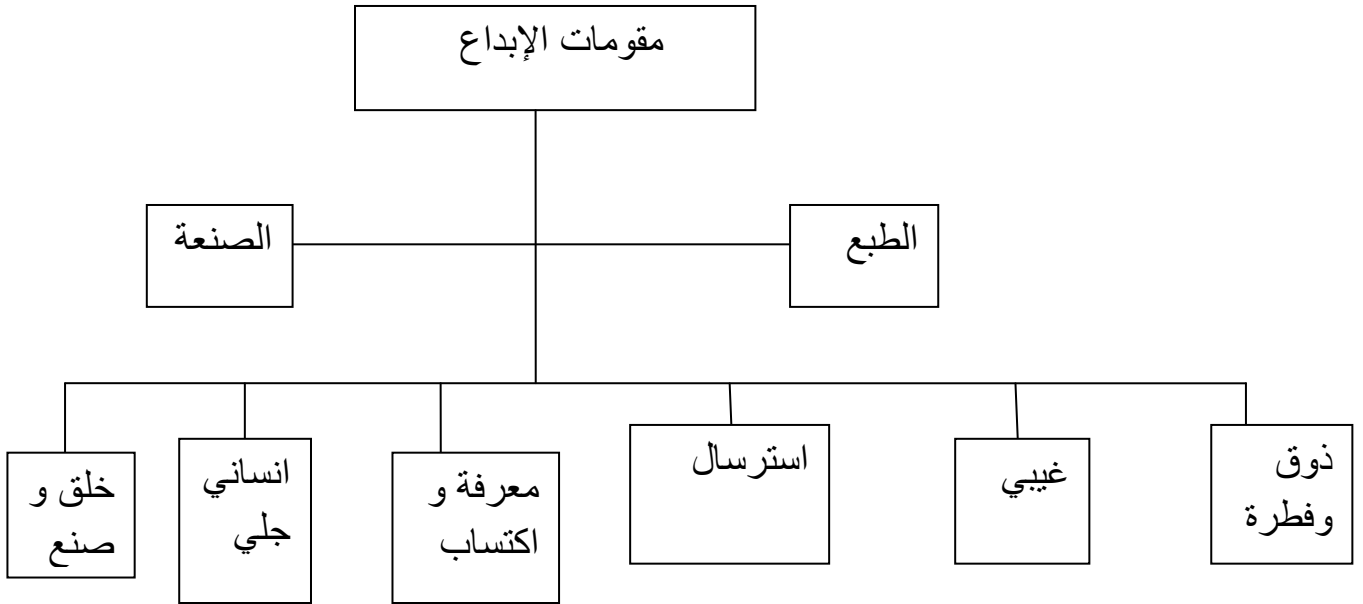 مقومات الإبداع
الطبع
الصنعة
ذوق
وفطرة
غيبي
استرسال
معرفة و
اكتساب
انساني
جلي
خلق و
صنع